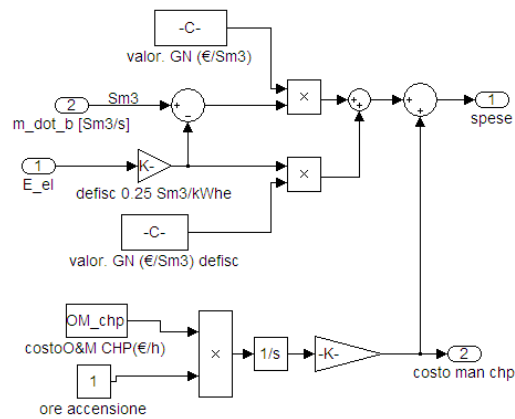 -C-
valor. GN (€/Sm3)
×
2
Sm3
+
−
m_dot_b [Sm3/s]
+
+
+
+
1
spese
1
E_el
K-
defisc 0.25 Sm3/kWhe
×
-C-
valor. GN (€/Sm3) defisc
OM_chp
costoO&M CHP(€/h)
×
1/s
-K-
2
costo man chp
1
ore accensione